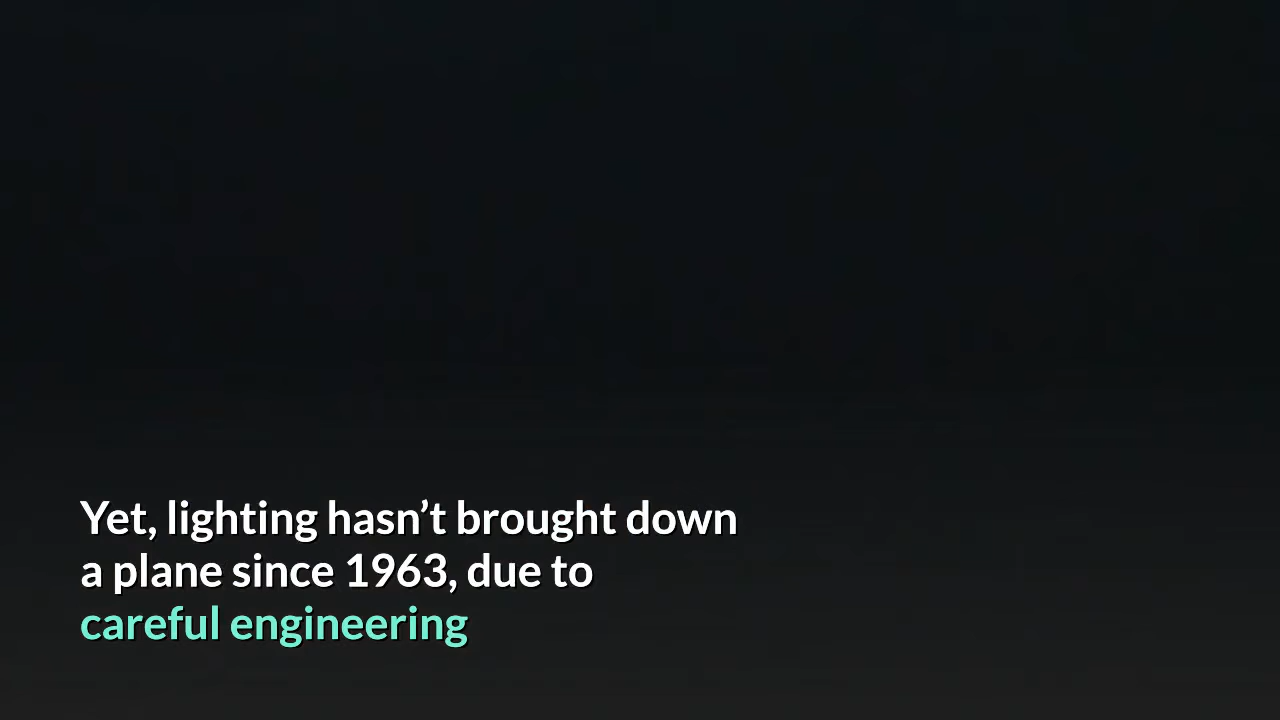 Yet, lighting hasn’t brought down
a plane since 1963, due to
careful engineering